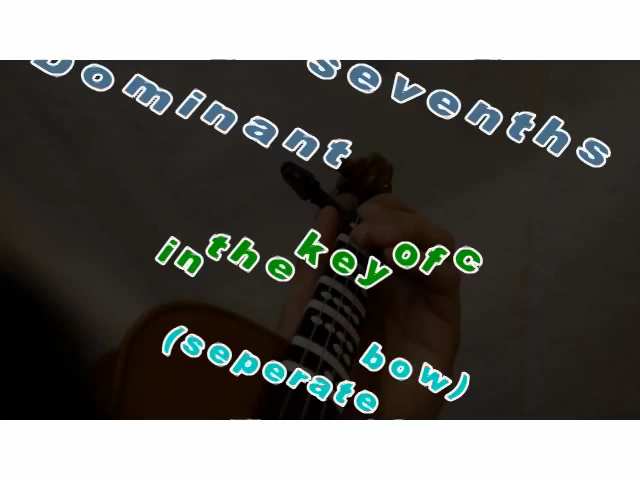 Dominant sevenths
in the key of c
(seperate bow)